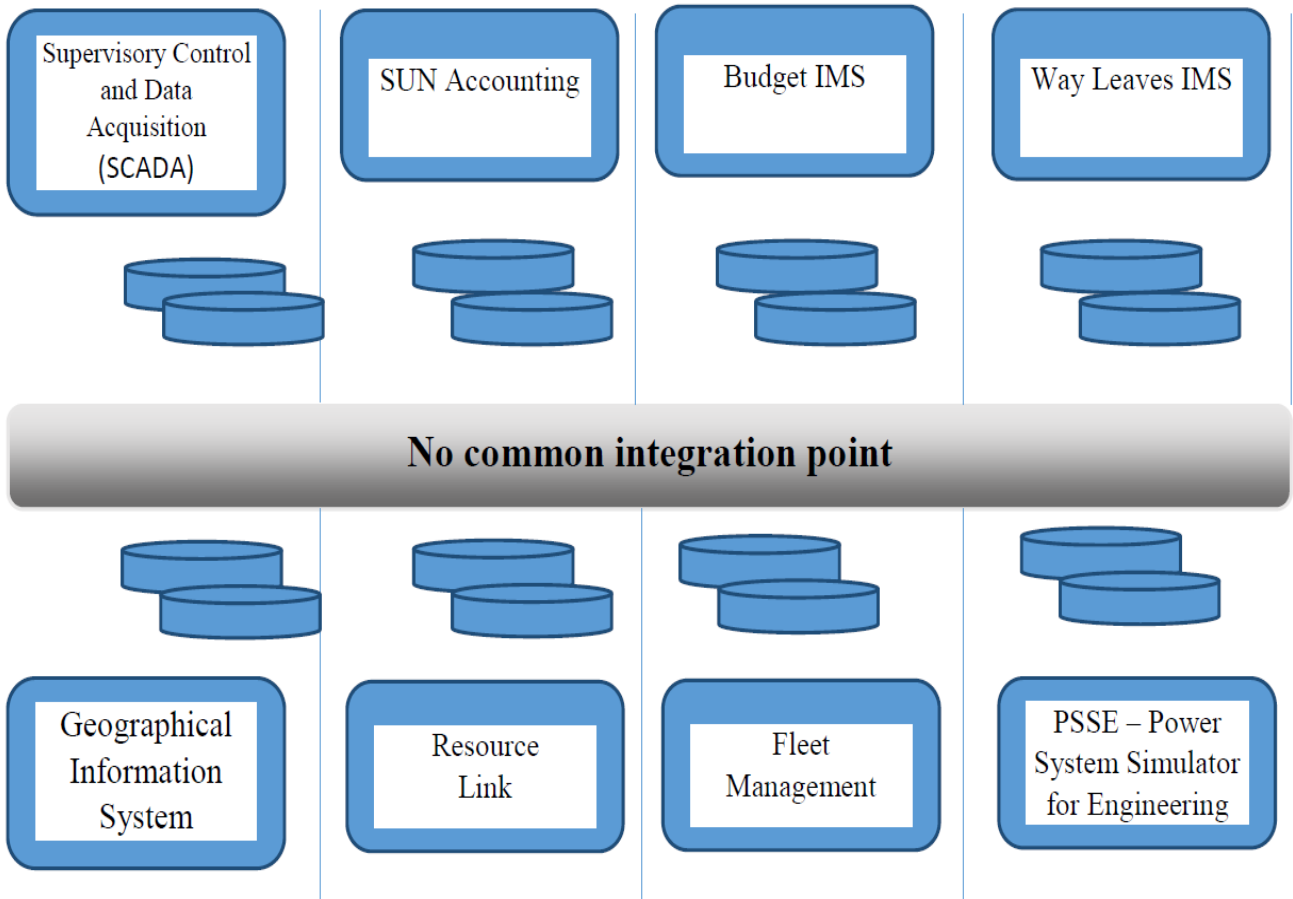 Supervisory Control
and Data
Acquisition
(SCADA)
SUN Accounting
Budget IMS
Way Leaves IMS
No common integration point
Geographical
Information
System
Resource
Link
Fleet
Management
PSSE – Power
System Simulator
for Engineering